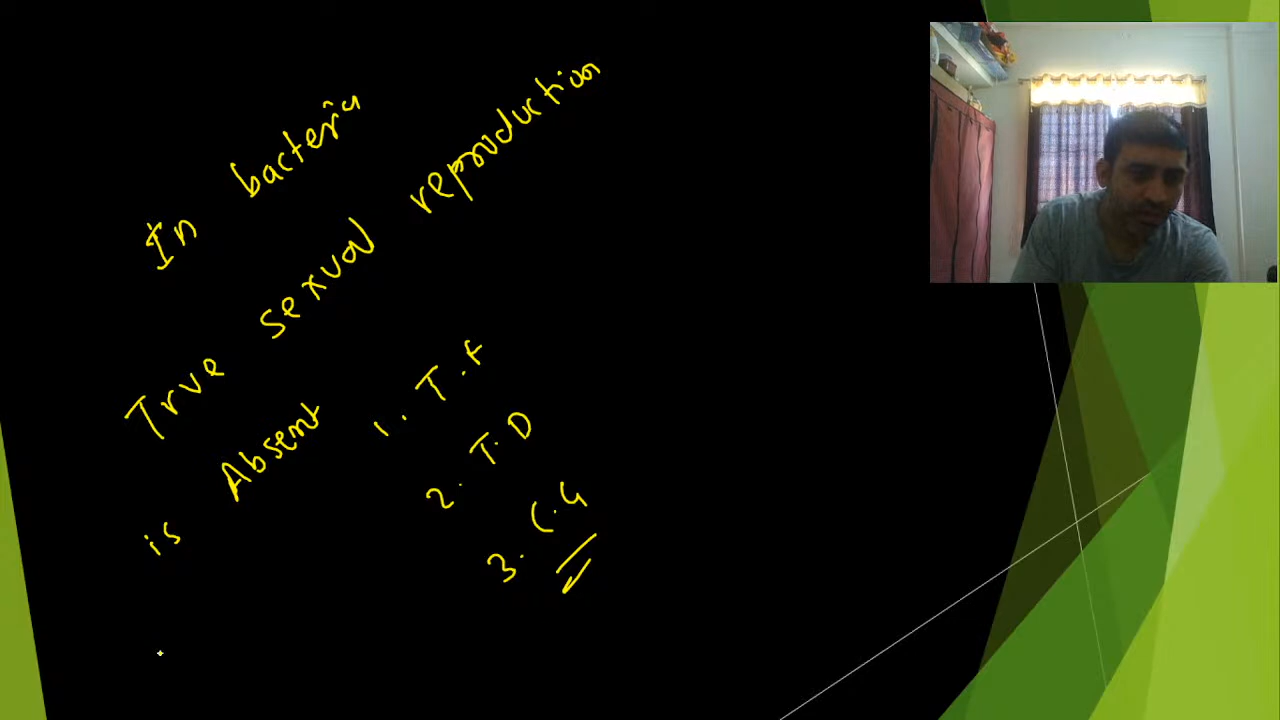 In bacteria
True sexual reproduction
is Absent
1. T.F
2. T.D
3. C.G